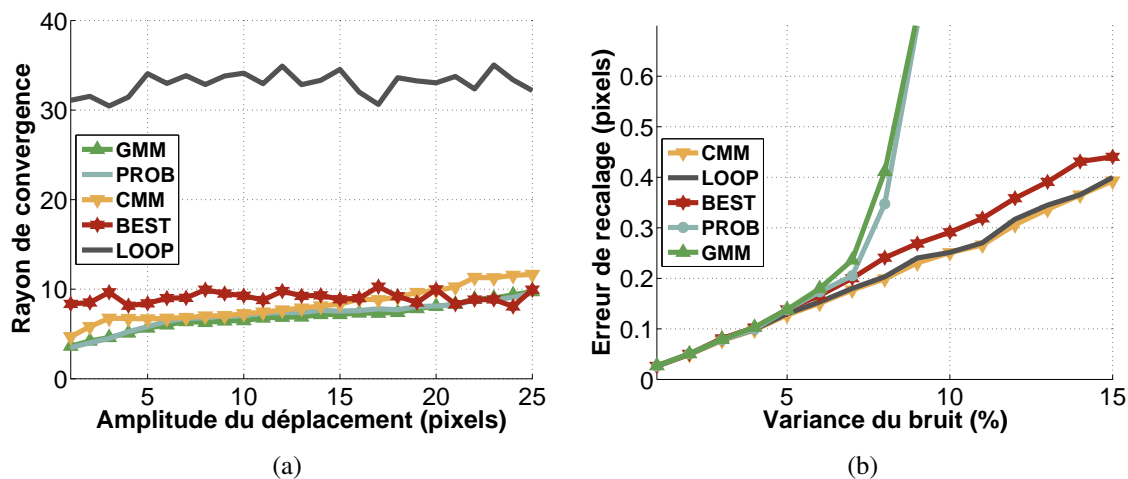 40
30
20
10
0
5
10
15
20
25
Rayon de convergence
Amplitude du déplacement (pixels)
GMM
PROB
CMM
BEST
LOOP
(a)
0.6
0.5
0.4
0.3
0.2
0.1
0
5
10
15
Erreur de recalage (pixels)
Variance du bruit (%)
CMM
LOOP
BEST
PROB
GMM
(b)